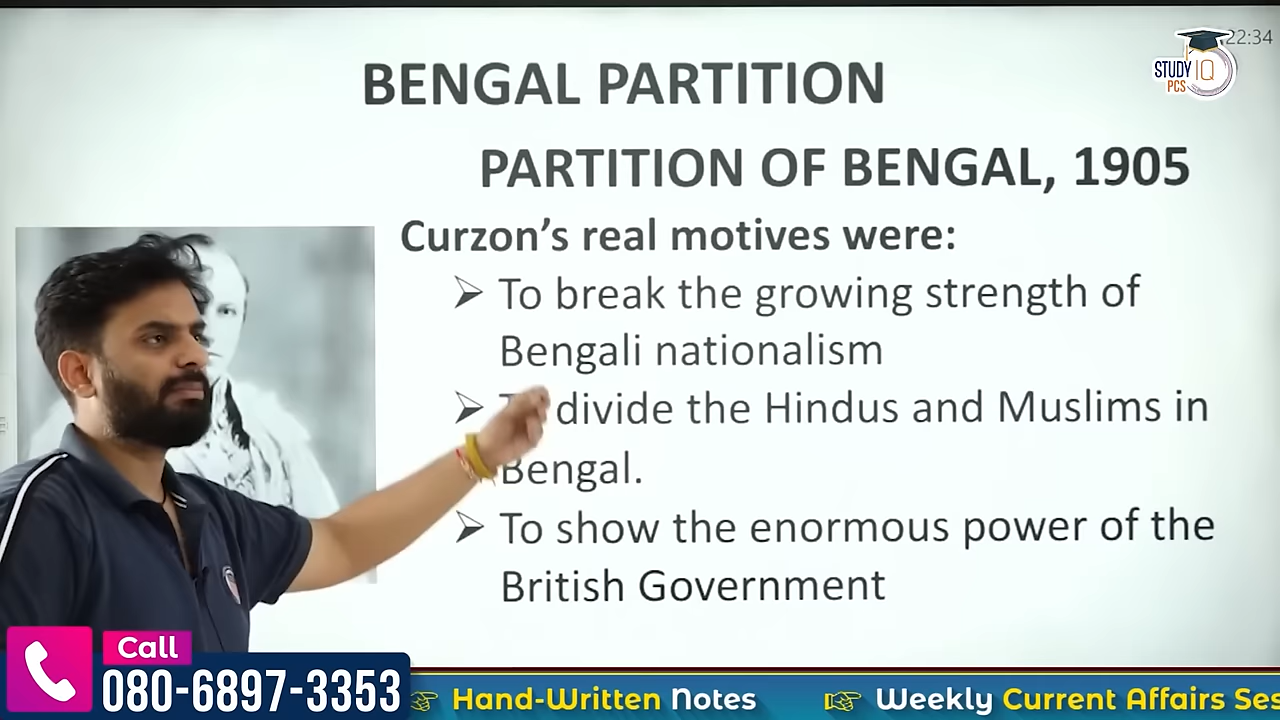 22:34
STUDY IQ
PCS
BENGAL PARTITION
PARTITION OF BENGAL, 1905
Curzon’s real motives were:
➢ To break the growing strength of
Bengali nationalism
➢ divide the Hindus and Muslims in
Bengal.
➢ To show the enormous power of the
British Government
Call
080-6897-3353
Hand-Written Notes
Weekly Current Affairs